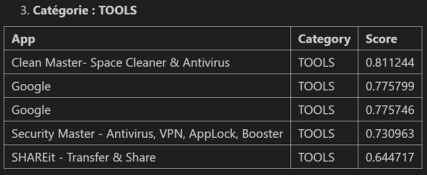 3. Catégorie : TOOLS
App Category Score
Clean Master- Space Cleaner & Antivirus TOOLS 0.811244
Google TOOLS 0.775799
Google TOOLS 0.775746
Security Master - Antivirus, VPN, AppLock, Booster TOOLS 0.730963
SHAREit - Transfer & Share TOOLS 0.644717